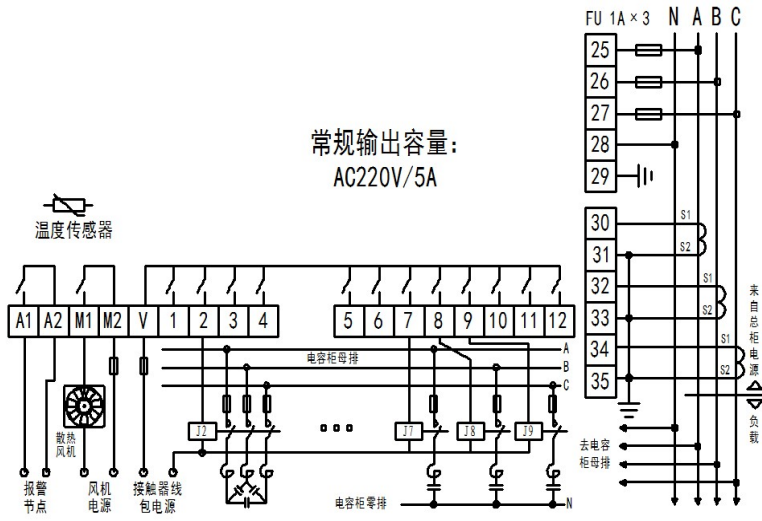 FU 1A×3 N A B C
25
26
27
28
29
常规输出容量:
AC220V/5A
温度传感器
30 S1
31 S2
32 S1
33 S2
34 S1
35 S2
来自总柜电源
负载
A1 A2 M1 M2 V 1 2 3 4 5 6 7 8 9 10 11 12
电容柜母排
A
B
C
散热
风机
J2 J7 J8 J9
报警
节点
风机
电源
接触器线
包电源
电容柜零排 N
去电容
柜母排